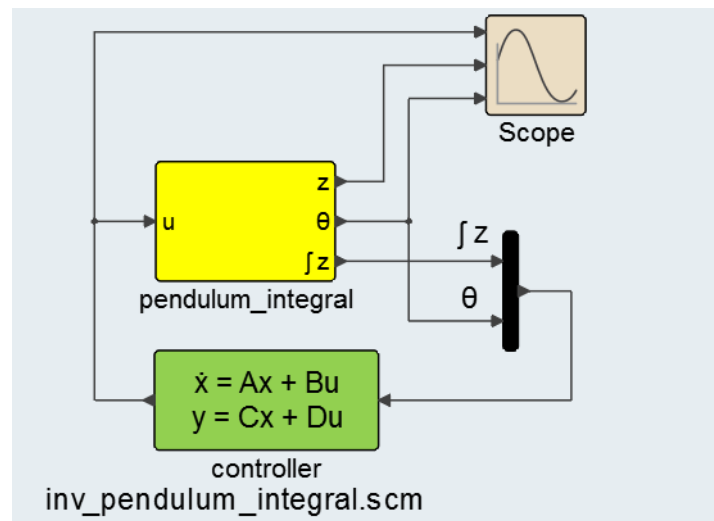 Scope
z
u
θ
∫ z
∫ z
pendulum_integral
θ
ẋ = Ax + Bu
y = Cx + Du
controller
inv_pendulum_integral.scm